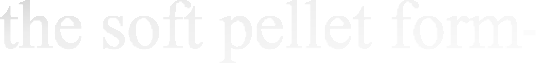 the soft pellet form-